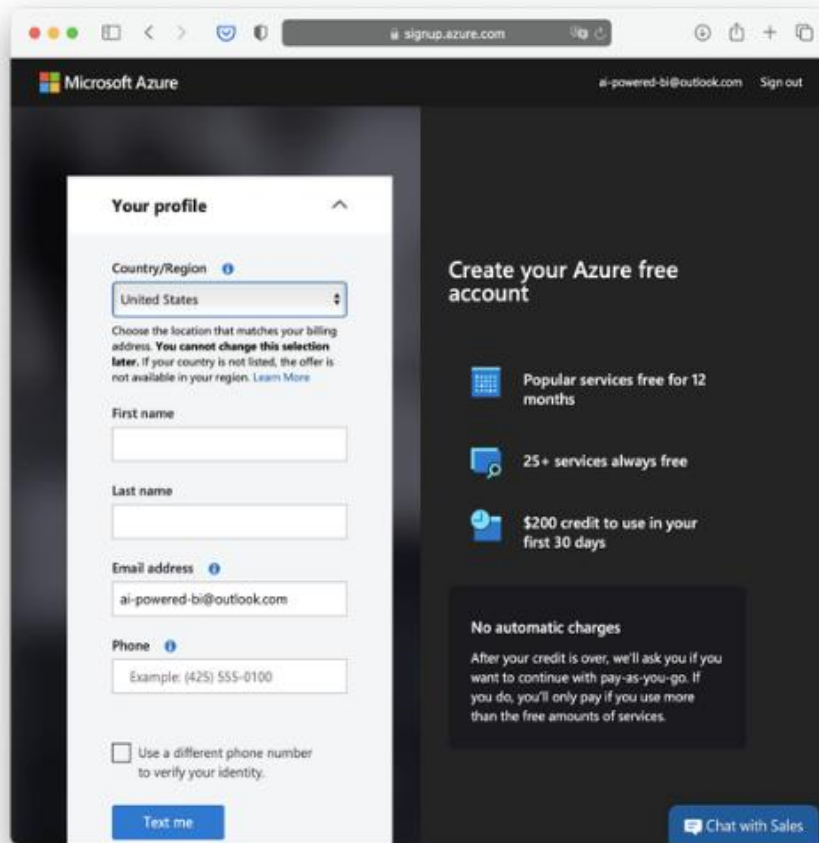 signup.azure.com
Microsoft Azure
ai-powered-bi@outlook.com Sign out
Your profile
Country/Region
United States
Choose the location that matches your billing
address. You cannot change this selection
later. If your country is not listed, the offer is
not available in your region. Learn More
First name
Last name
Email address
ai-powered-bi@outlook.com
Phone
Example: (425) 555-0100
Use a different phone number
to verify your identity.
Text me
Create your Azure free
account
Popular services free for 12
months
25+ services always free
$200 credit to use in your
first 30 days
No automatic charges
After your credit is over, we'll ask you if you
want to continue with pay-as-you-go. If
you do, you'll only pay if you use more
than the free amounts of services.
Chat with Sales